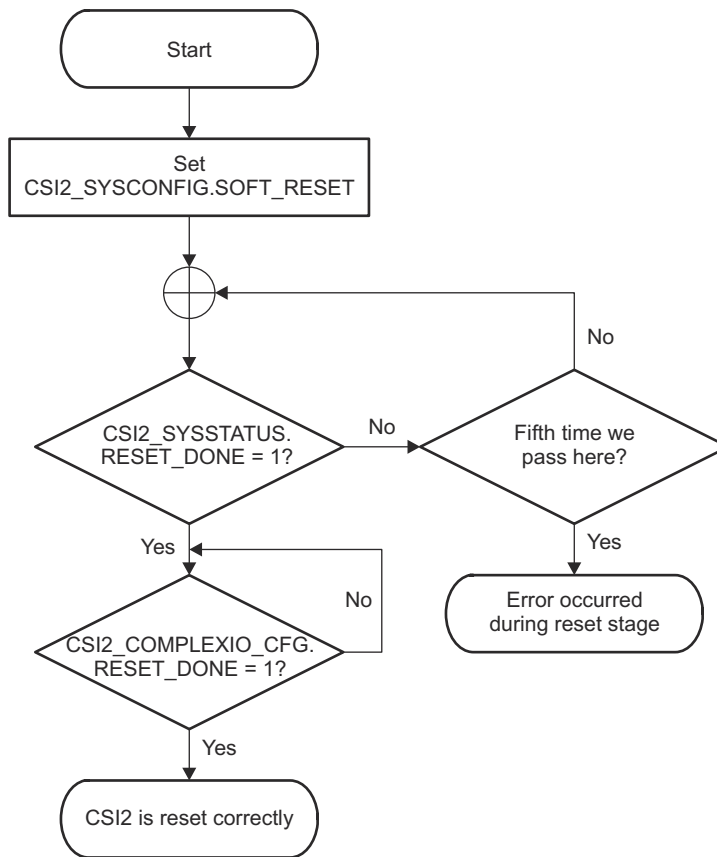 Start
Set
CSI2_SYSCONFIG.SOFT_RESET
No
CSI2_SYSSTATUS.
RESET_DONE = 1?
No
Fifth time we
pass here?
Yes
Yes
No
CSI2_COMPLEXIO_CFG.
RESET_DONE = 1?
Error occurred
during reset stage
Yes
CSI2 is reset correctly